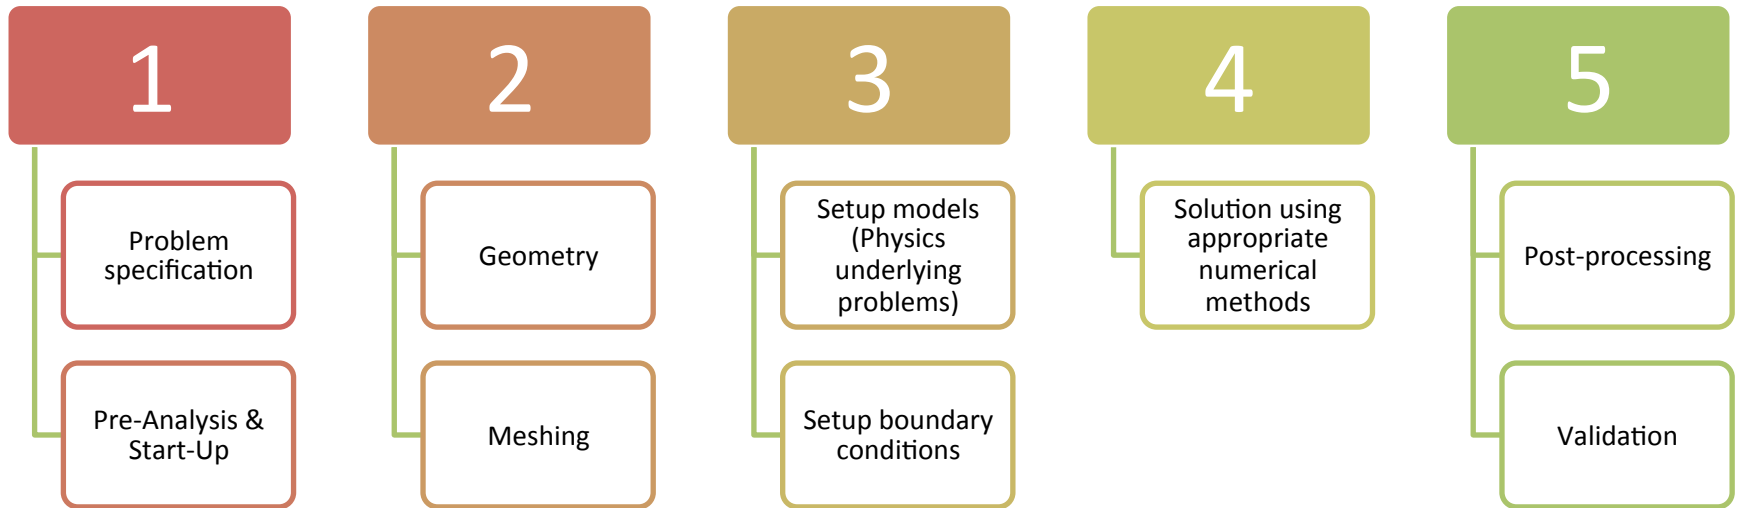 1
Problem
specification
Pre-Analysis &
Start-Up
2
Geometry
Meshing
3
Setup models
(Physics
underlying
problems)
Setup boundary
conditions
4
Solution using
appropriate
numerical
methods
5
Post-processing
Validation